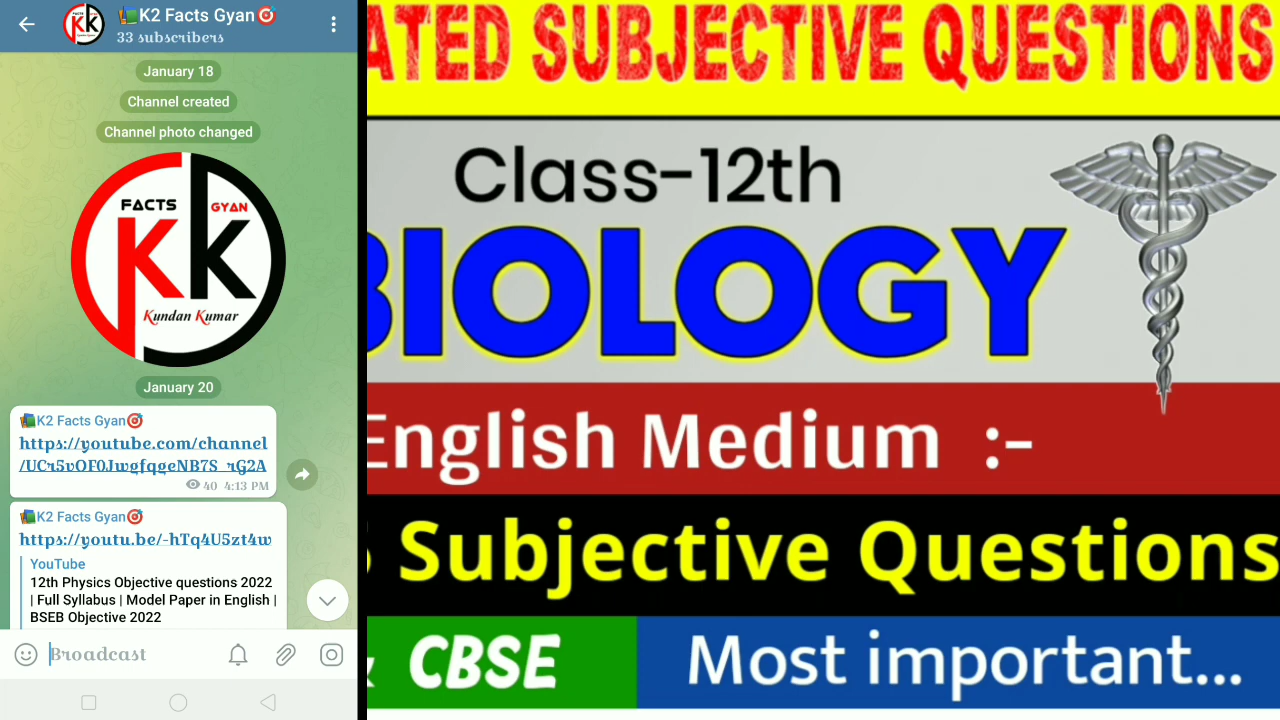 K2 Facts Gyan
33 subscribers
January 18
Channel created
Channel photo changed
FACTS GYAN
KK
Kundan Kumar
January 20
K2 Facts Gyan
https://youtube.com/channel
/UCr5vOF0JwgfqgeNB7S_rG2A
40 4:13 PM
K2 Facts Gyan
https://youtu.be/-hTq4U5zt4w
YouTube
12th Physics Objective questions 2022
| Full Syllabus | Model Paper in English |
BSEB Objective 2022
Broadcast
ATED SUBJECTIVE QUESTIONS
Class-12th
BIOLOGY
English Medium :-
Subjective Questions
& CBSE
Most important...